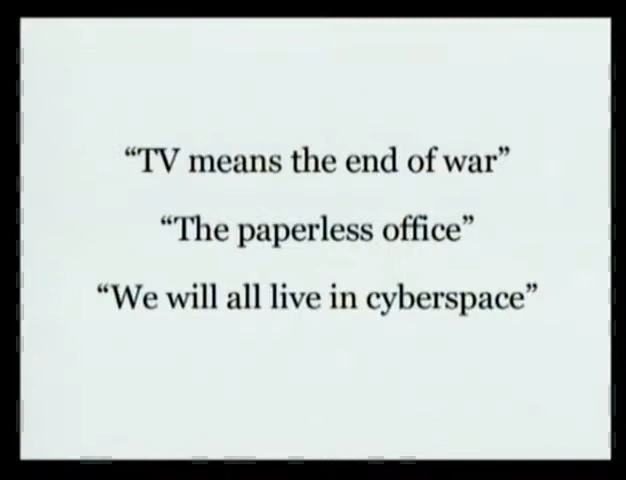 “TV means the end of war”
“The paperless office”
“We will all live in cyberspace”